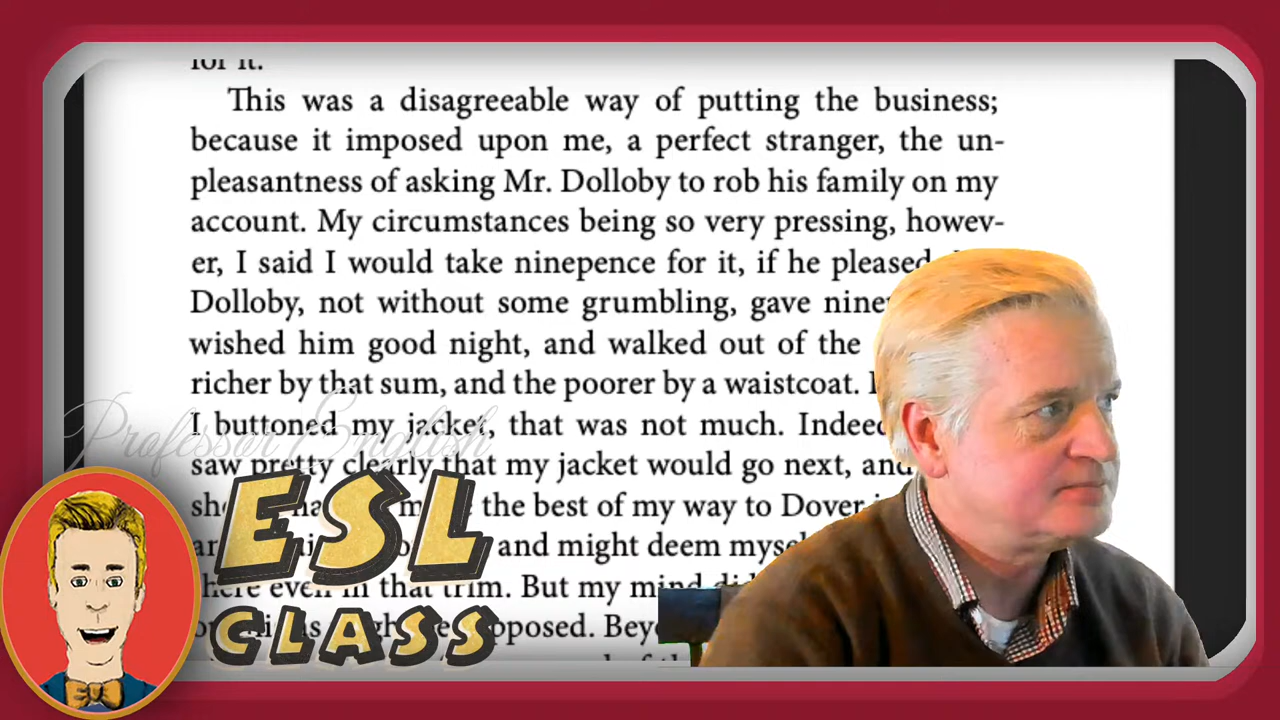 for it.
This was a disagreeable way of putting the business;
because it imposed upon me, a perfect stranger, the un-
pleasantness of asking Mr. Dolloby to rob his family on my
account. My circumstances being so very pressing, howev-
er, I said I would take ninepence for it, if he pleased
Dolloby, not without some grumbling, gave
wished him good night, and walked out of the
richer by that sum, and the poorer by a waistcoat.
I buttoned my jacket, that was not much.
saw pretty clearly that my jacket would go next, and
the best of my way to Dover
and might deem
there even in that trim. But my mind
opposed.
Professor English
ESL
CLASS